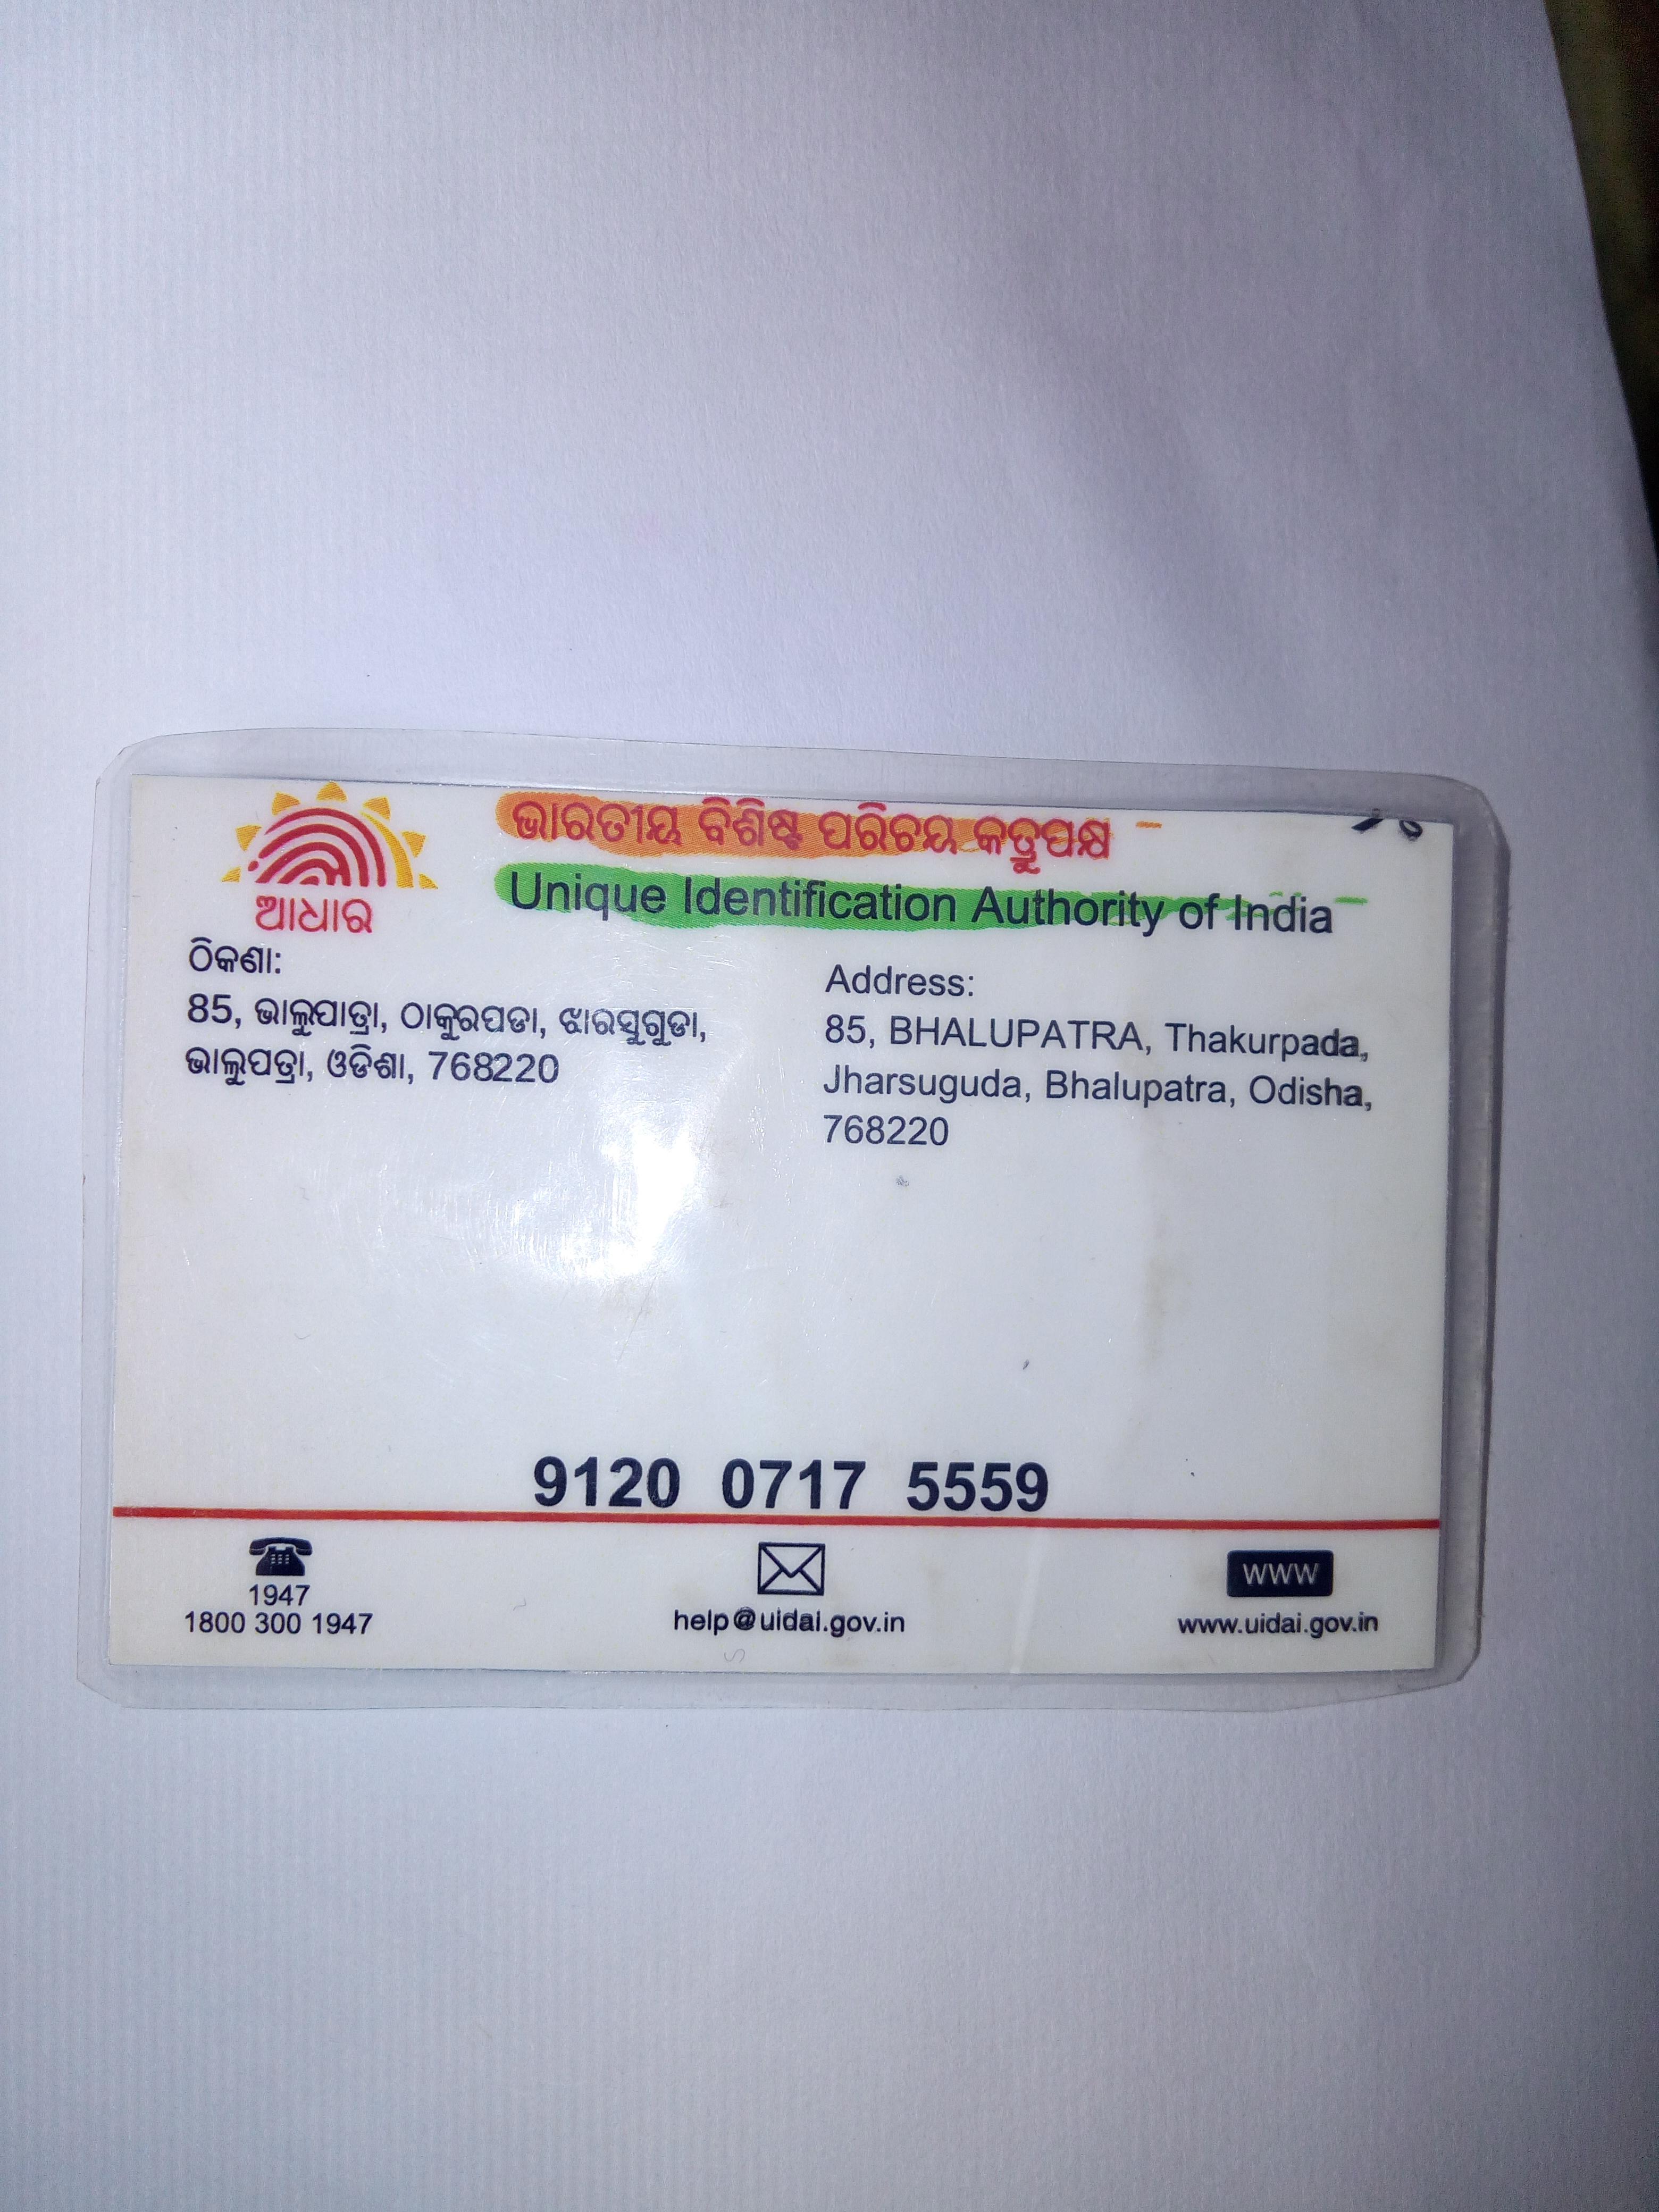 ଭାରତୀୟ ବିଶିଷ୍ଟ ପରିଚୟ କର୍ତ୍ତୃପକ୍ଷ
Unique Identification Authority of India
ଆଧାର
ଠିକଣା:
85, ଭାଲୁପାତ୍ରା, ଠାକୁରପଡା, ଝାରସୁଗୁଡା,
ଭାଲୁପତ୍ରା, ଓଡିଶା, 768220
Address:
85, BHALUPATRA, Thakurpada,
Jharsuguda, Bhalupatra, Odisha,
768220
9120 0717 5559
1947
1800 300 1947
help@uidai.gov.in
www
www.uidai.gov.in